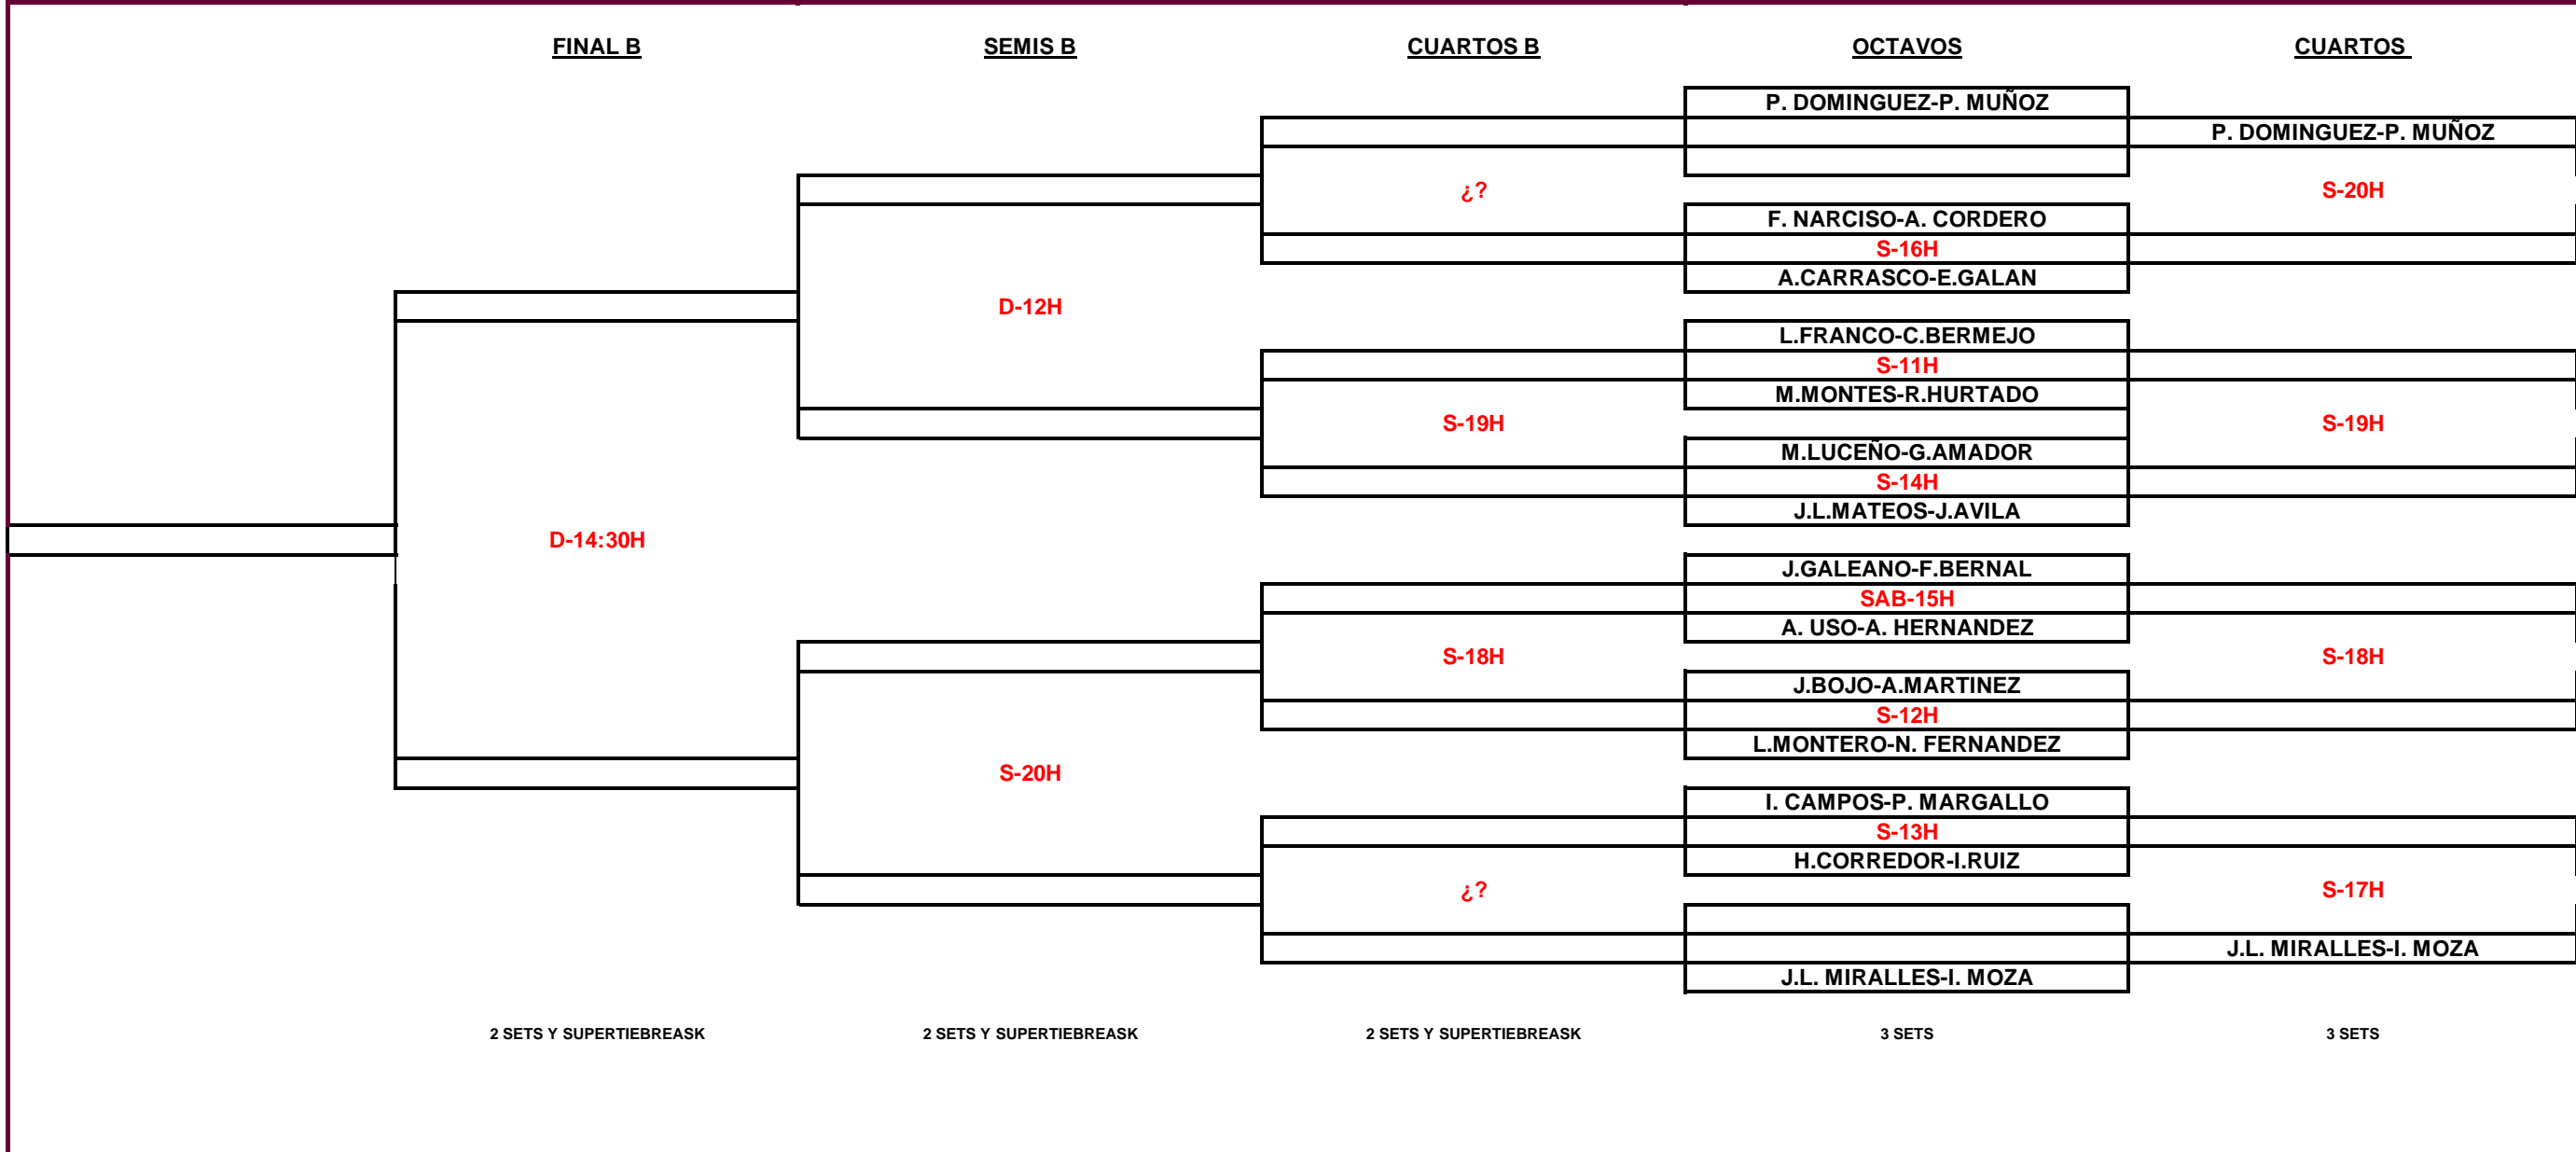 FINAL B
SEMIS B
CUARTOS B
OCTAVOS
CUARTOS
P. DOMINGUEZ-P. MUÑOZ
P. DOMINGUEZ-P. MUÑOZ
¿?
S-20H
F. NARCISO-A. CORDERO
S-16H
A.CARRASCO-E.GALAN
D-12H
L.FRANCO-C.BERMEJO
S-11H
M.MONTES-R.HURTADO
S-19H
S-19H
M.LUCEÑO-G.AMADOR
S-14H
J.L.MATEOS-J.AVILA
D-14:30H
J.GALEANO-F.BERNAL
SAB-15H
A. USO-A. HERNANDEZ
S-18H
S-18H
J.BOJO-A.MARTINEZ
S-12H
L.MONTERO-N. FERNANDEZ
S-20H
I. CAMPOS-P. MARGALLO
S-13H
H.CORREDOR-I.RUIZ
¿?
S-17H
J.L. MIRALLES-I. MOZA
J.L. MIRALLES-I. MOZA
2 SETS Y SUPERTIEBREASK
2 SETS Y SUPERTIEBREASK
2 SETS Y SUPERTIEBREASK
3 SETS
3 SETS